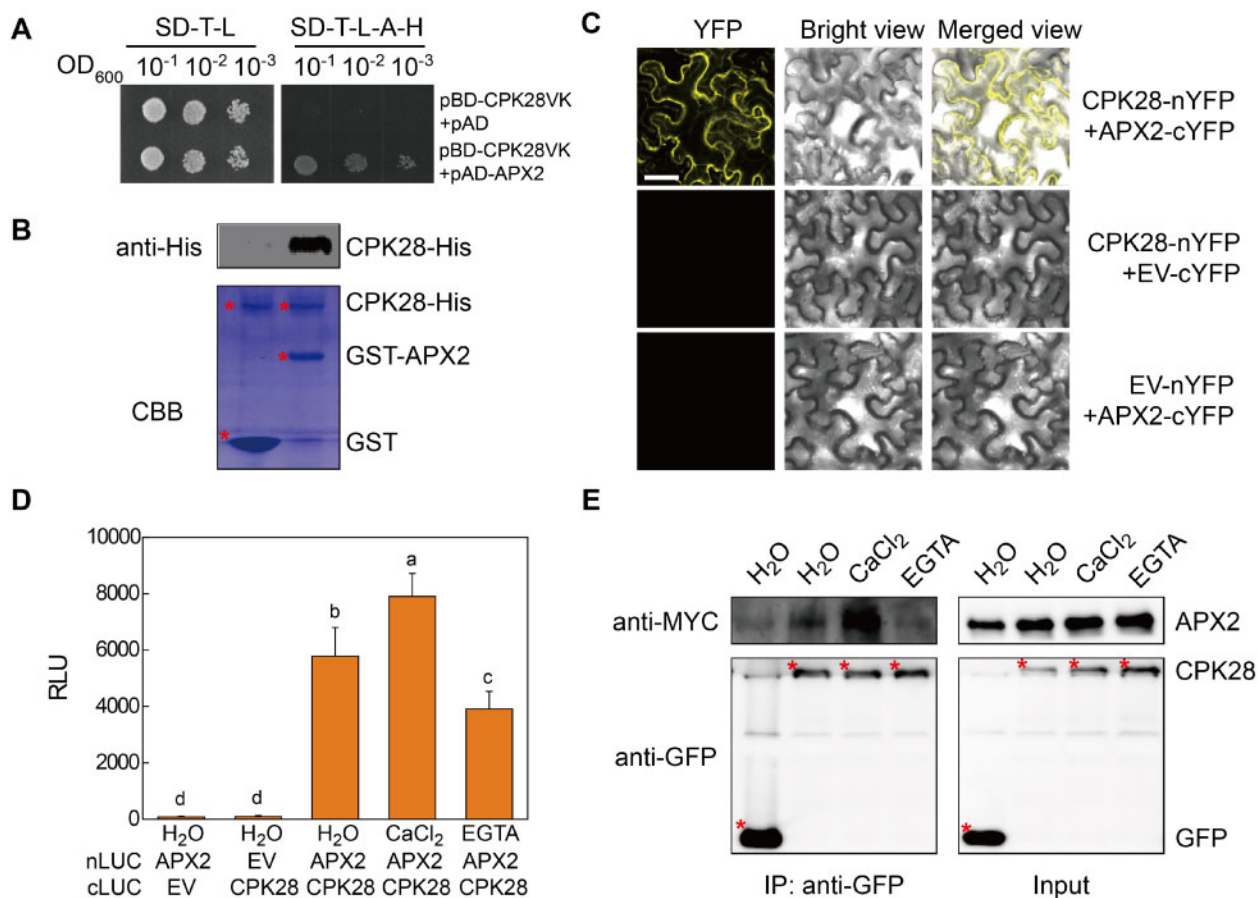 A
SD-T-L
SD-T-L-A-H
OD600 10-1 10-2 10-3 10-1 10-2 10-3
pBD-CPK28VK
+pAD
pBD-CPK28VK
+pAD-APX2
B
anti-His
CPK28-His
* *
CPK28-His
*
GST-APX2
CBB
*
GST
C
YFP
Bright view
Merged view
CPK28-nYFP
+APX2-cYFP
CPK28-nYFP
+EV-cYFP
EV-nYFP
+APX2-cYFP
D
RLU
10000
8000
6000
4000
2000
0
d d b a c
H2O H2O H2O CaCl2 EGTA
nLUC APX2 EV APX2 APX2 APX2
cLUC EV CPK28 CPK28 CPK28 CPK28
E
H2O H2O CaCl2 EGTA H2O H2O CaCl2 EGTA
anti-MYC
APX2
* * * * * *
CPK28
anti-GFP
* *
GFP
IP: anti-GFP
Input